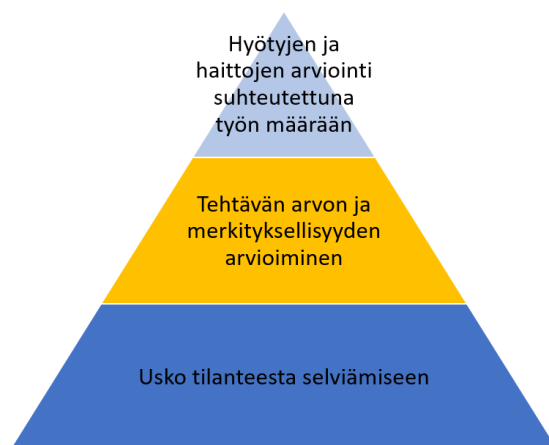 Hyötyjen ja
haittojen arviointi
suhteutettuna
työn määrään
Tehtävän arvon ja
merkityksellisyyden
arvioiminen
Usko tilanteesta selviämiseen